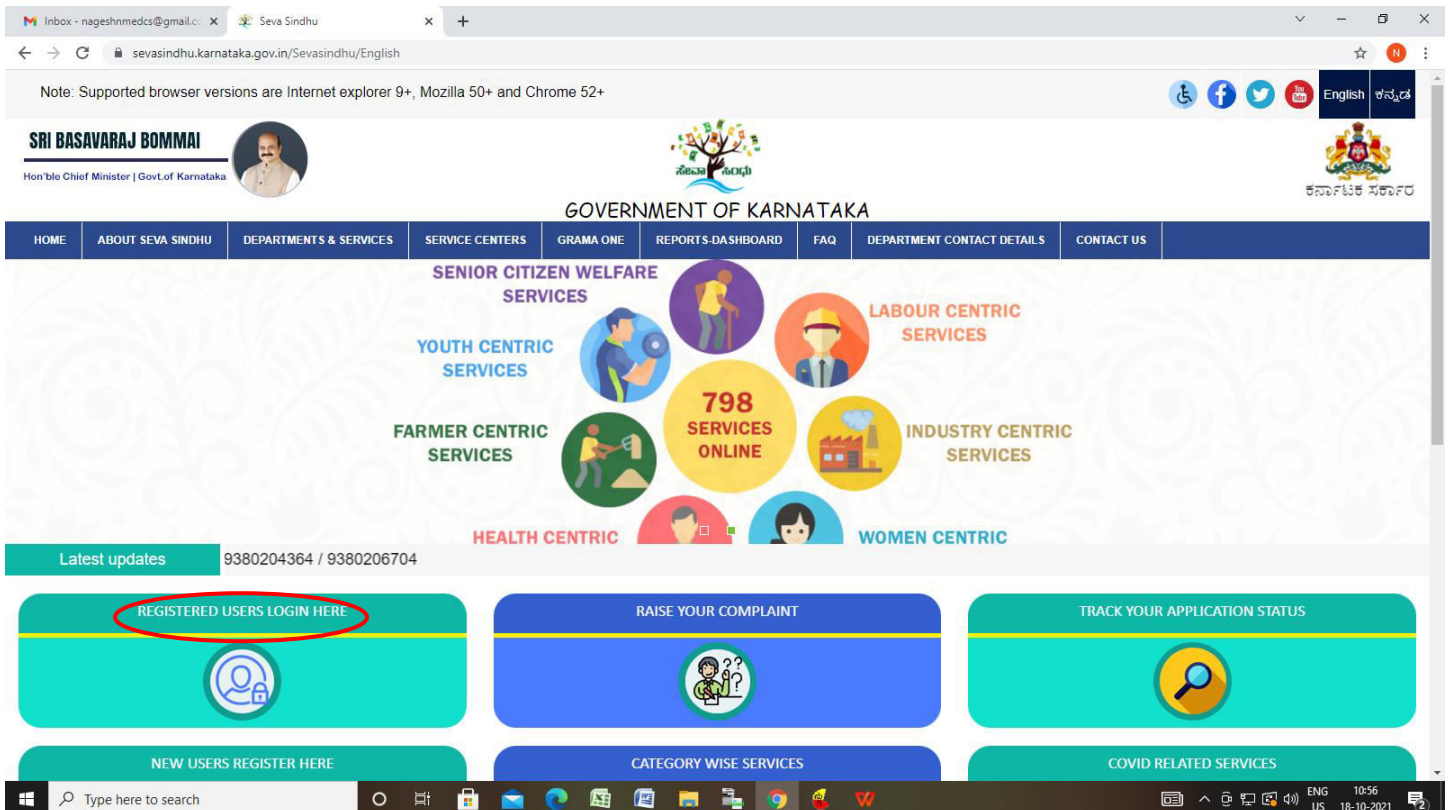 Inbox - nageshnmedcs@gmail.cc
Seva Sindhu
sevasindhu.karnataka.gov.in/Sevasindhu/English
N
Note: Supported browser versions are Internet explorer 9+, Mozilla 50+ and Chrome 52+
You Tube
English
ಕನ್ನಡ
SRI BASAVARAJ BOMMAI
Hon'ble Chief Minister | Govt.of Karnataka
ಸೇವಾ ಸಿಂಧು
GOVERNMENT OF KARNATAKA
ಕರ್ನಾಟಕ ಸರ್ಕಾರ
HOME
ABOUT SEVA SINDHU
DEPARTMENTS & SERVICES
SERVICE CENTERS
GRAMA ONE
REPORTS-DASHBOARD
FAQ
DEPARTMENT CONTACT DETAILS
CONTACT US
SENIOR CITIZEN WELFARE
SERVICES
LABOUR CENTRIC
SERVICES
YOUTH CENTRIC
SERVICES
798
SERVICES
ONLINE
FARMER CENTRIC
SERVICES
INDUSTRY CENTRIC
SERVICES
HEALTH CENTRIC
WOMEN CENTRIC
Latest updates
9380204364 / 9380206704
REGISTERED USERS LOGIN HERE
RAISE YOUR COMPLAINT
TRACK YOUR APPLICATION STATUS
??
?
NEW USERS REGISTER HERE
CATEGORY WISE SERVICES
COVID RELATED SERVICES
Type here to search
ENG
US
10:56
18-10-2021